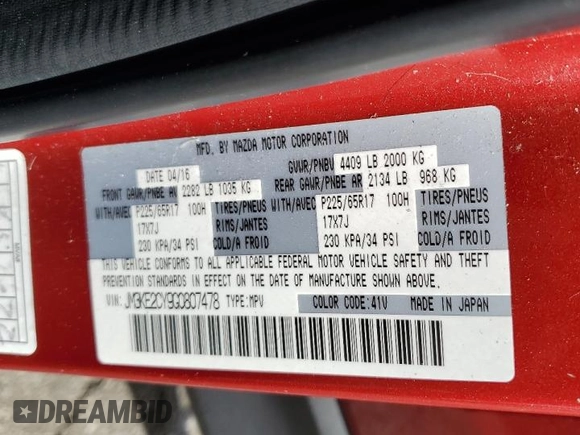 MFD. BY MAZDA MOTOR CORPORATION
DATE 04/16 GVWR/PNBV 4409 LB 2000 KG
FRONT GAWR/PNBE AV 2282 LB 1035 KG REAR GAWR/PNBE AR 2134 LB 968 KG
WITH/AVEC P225/65R17 100H TIRES/PNEUS WITH/AVEC P225/65R17 100H TIRES/PNEUS
17X7J RIMS/JANTES 17X7J RIMS/JANTES
230 KPA/34 PSI COLD/A FROID 230 KPA/34 PSI COLD/A FROID
THIS VEHICLE CONFORMS TO ALL APPLICABLE FEDERAL MOTOR VEHICLE SAFETY AND THEFT
PREVENTION STANDARDS IN EFFECT ON THE DATE OF MANUFACTURE SHOWN ABOVE.
VIN: JM3KE2CY9G0807478 TYPE:MPV COLOR CODE:41V MADE IN JAPAN
DREAMBID